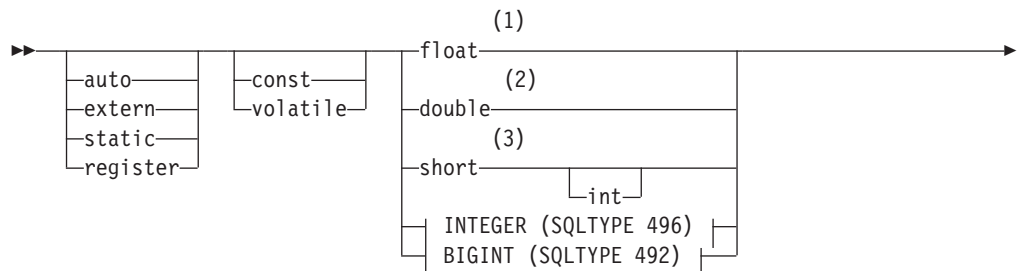 (1)
float
auto const (2)
extern volatile double
static (3)
register short
int
INTEGER (SQLTYPE 496)
BIGINT (SQLTYPE 492)